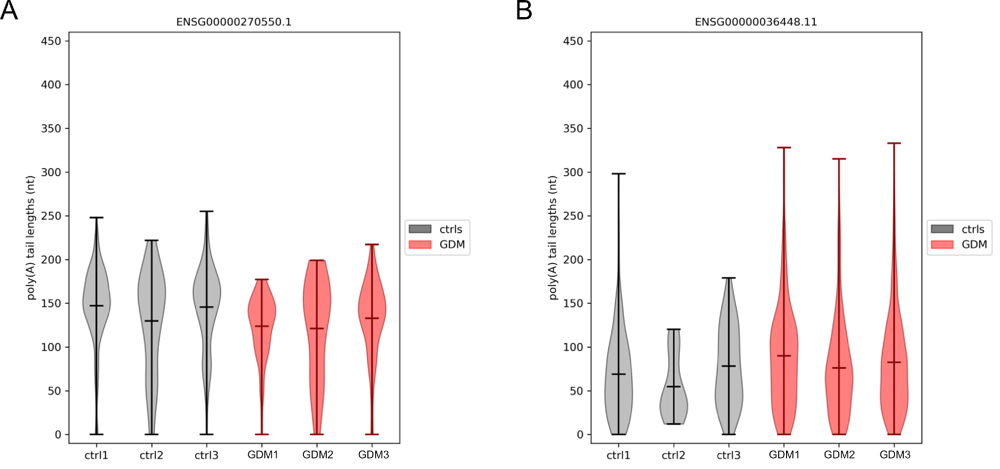 A
ENSG00000270550.1
poly(A) tail lengths (nt)
450
400
350
300
250
200
150
100
50
0
ctrl1 ctrl2 ctrl3 GDM1 GDM2 GDM3
ctrls
GDM
B
ENSG00000036448.11
poly(A) tail lengths (nt)
450
400
350
300
250
200
150
100
50
0
ctrl1 ctrl2 ctrl3 GDM1 GDM2 GDM3
ctrls
GDM